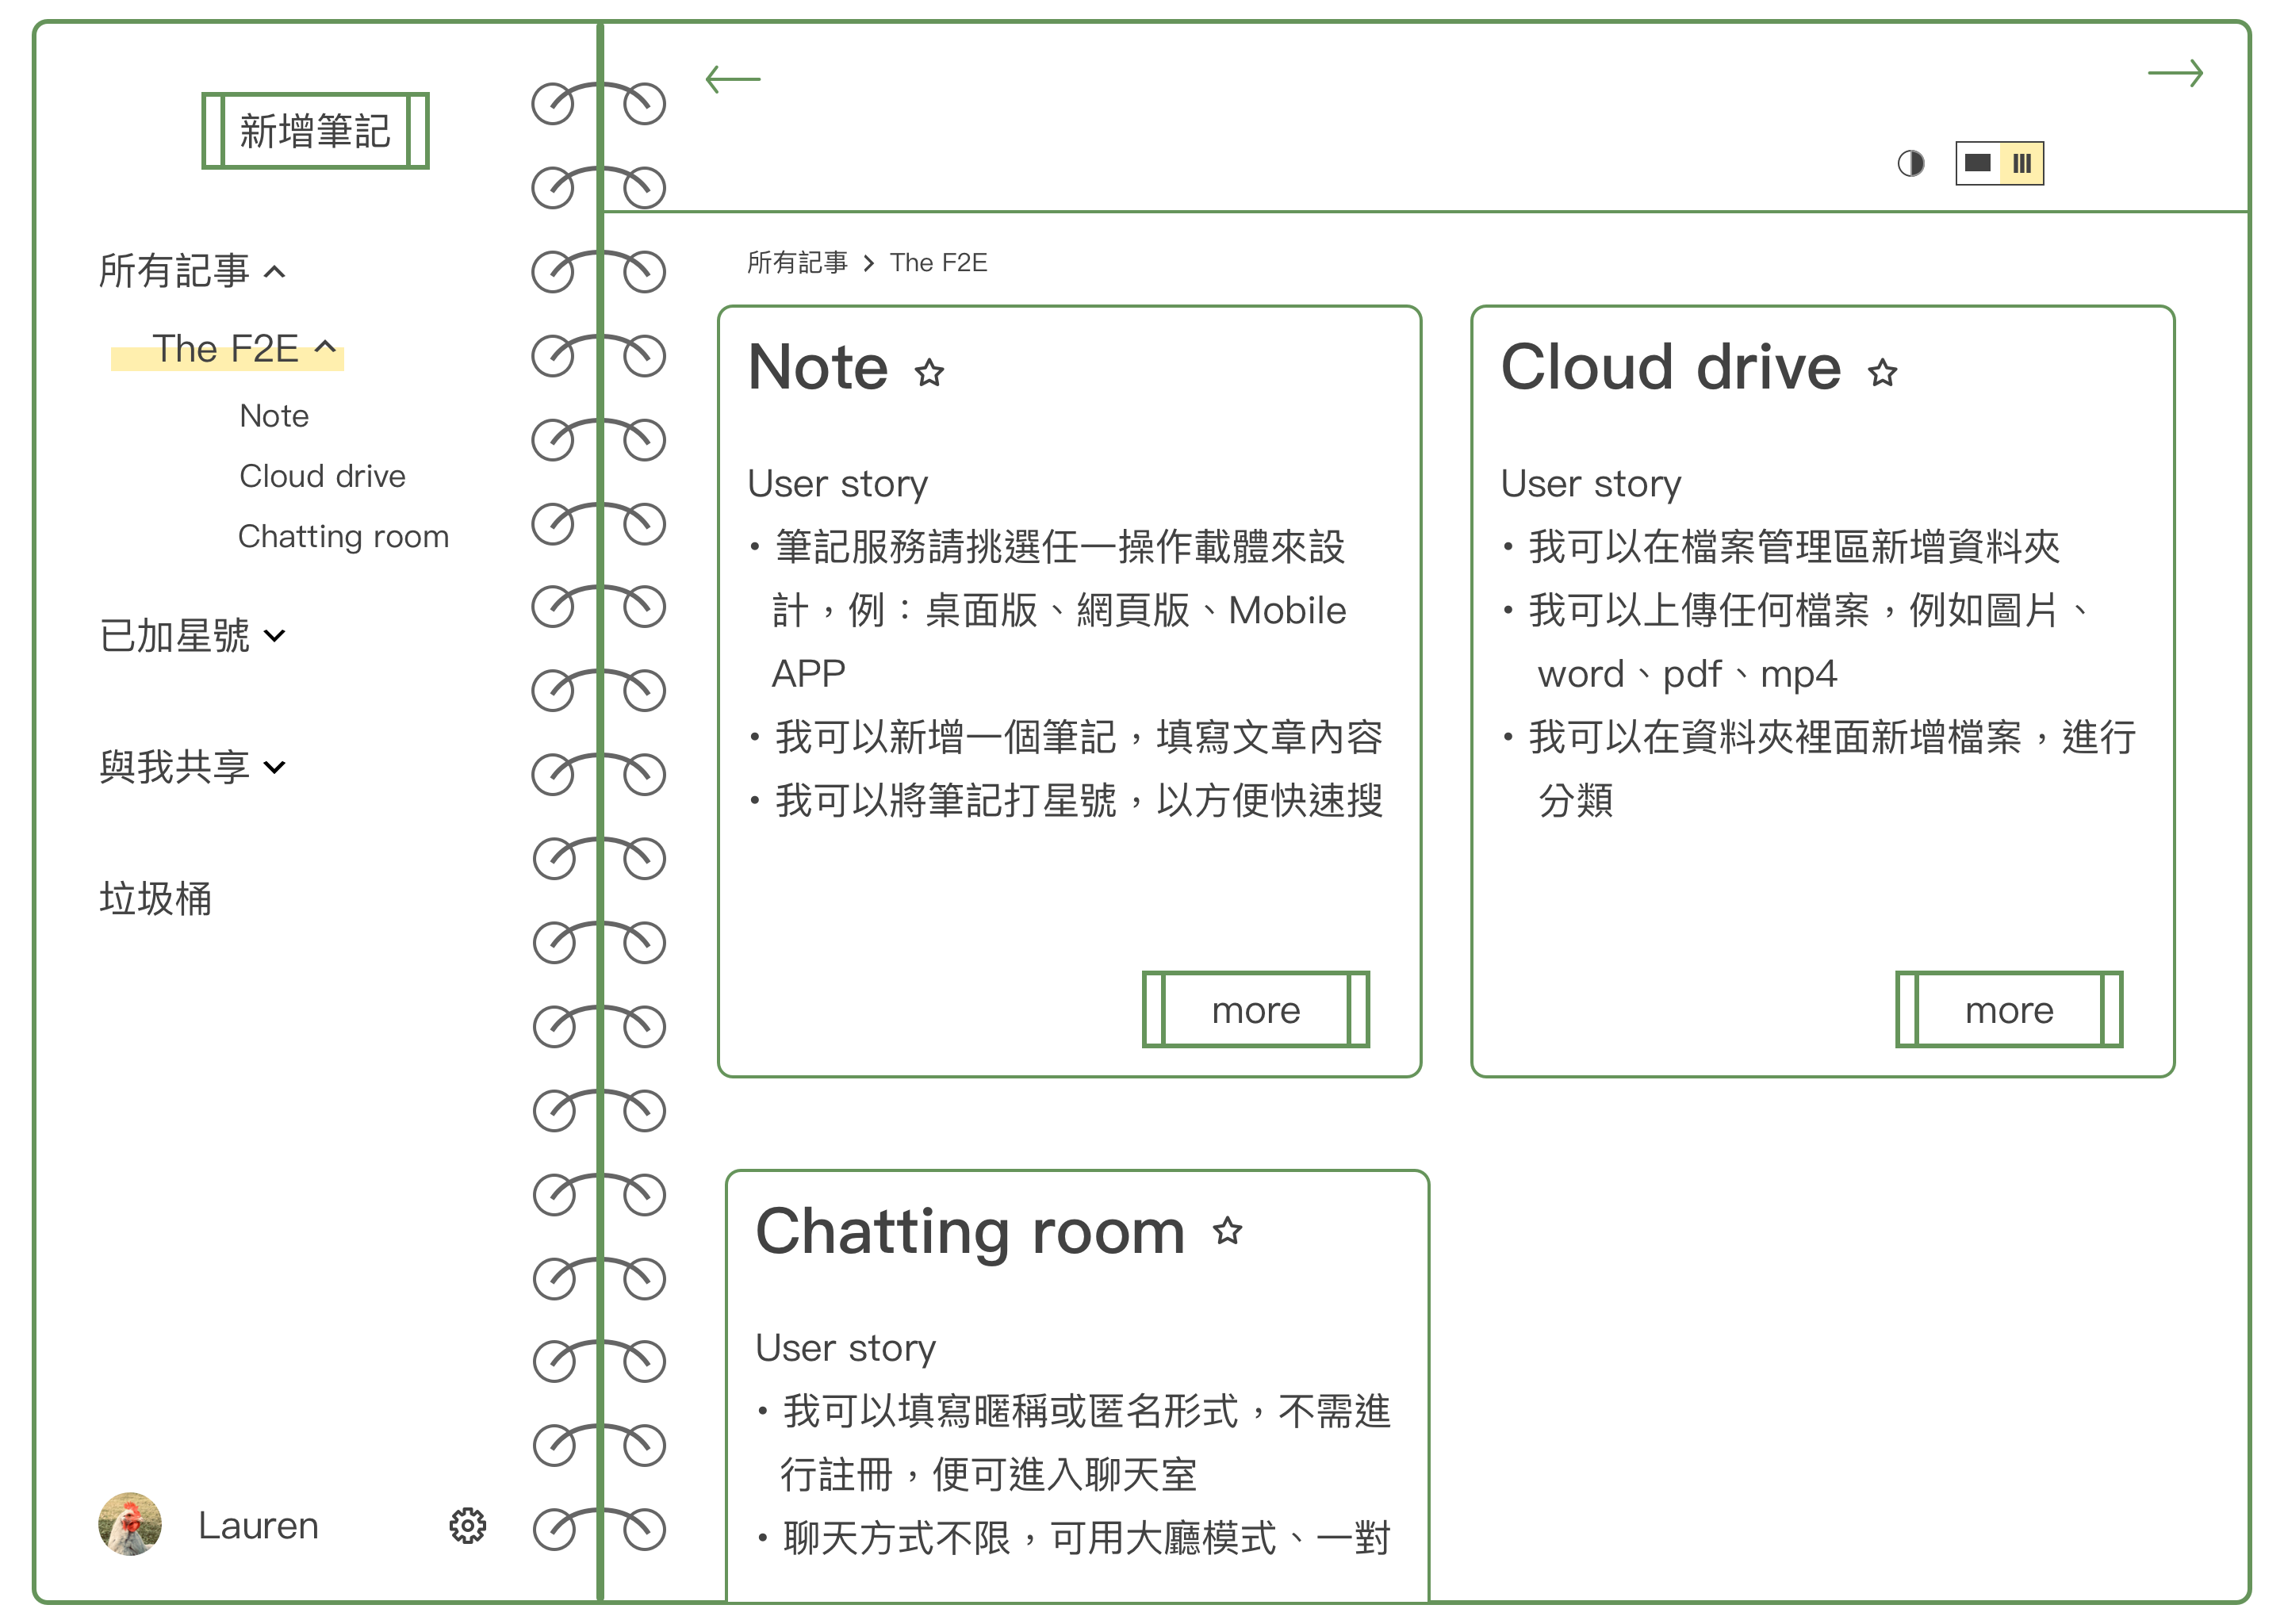 新增筆記
所有記事
The F2E
Note
Cloud drive
Chatting room
已加星號
與我共享
垃圾桶
Lauren
所有記事 > The F2E
Note
User story
・筆記服務請挑選任一操作載體來設
計，例：桌面版、網頁版、Mobile
APP
・我可以新增一個筆記，填寫文章內容
・我可以將筆記打星號，以方便快速搜
more
Cloud drive
User story
・我可以在檔案管理區新增資料夾
・我可以上傳任何檔案，例如圖片、
word、pdf、mp4
・我可以在資料夾裡面新增檔案，進行
分類
more
Chatting room
User story
・我可以填寫暱稱或匿名形式，不需進
行註冊，便可進入聊天室
・聊天方式不限，可用大廳模式、一對